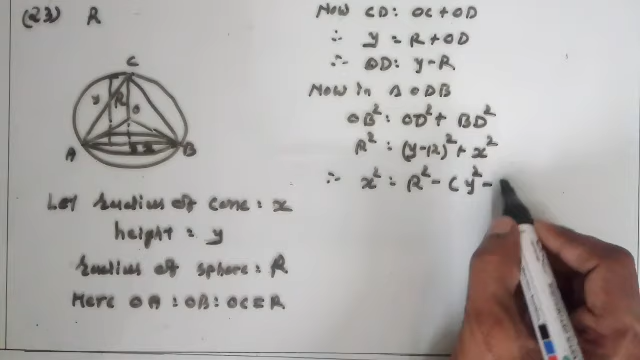 (23) R
C
y R
O
A D x B
Let radius of cone = x
height = y
radius of sphere = R
Here OA = OB = OC = R
Now CD = OC + OD
∴ y = R + OD
∴ OD = y - R
Now in Δ ODB
OB² = OD² + BD²
R² = (y-R)² + x²
∴ x² = R² - (y² -